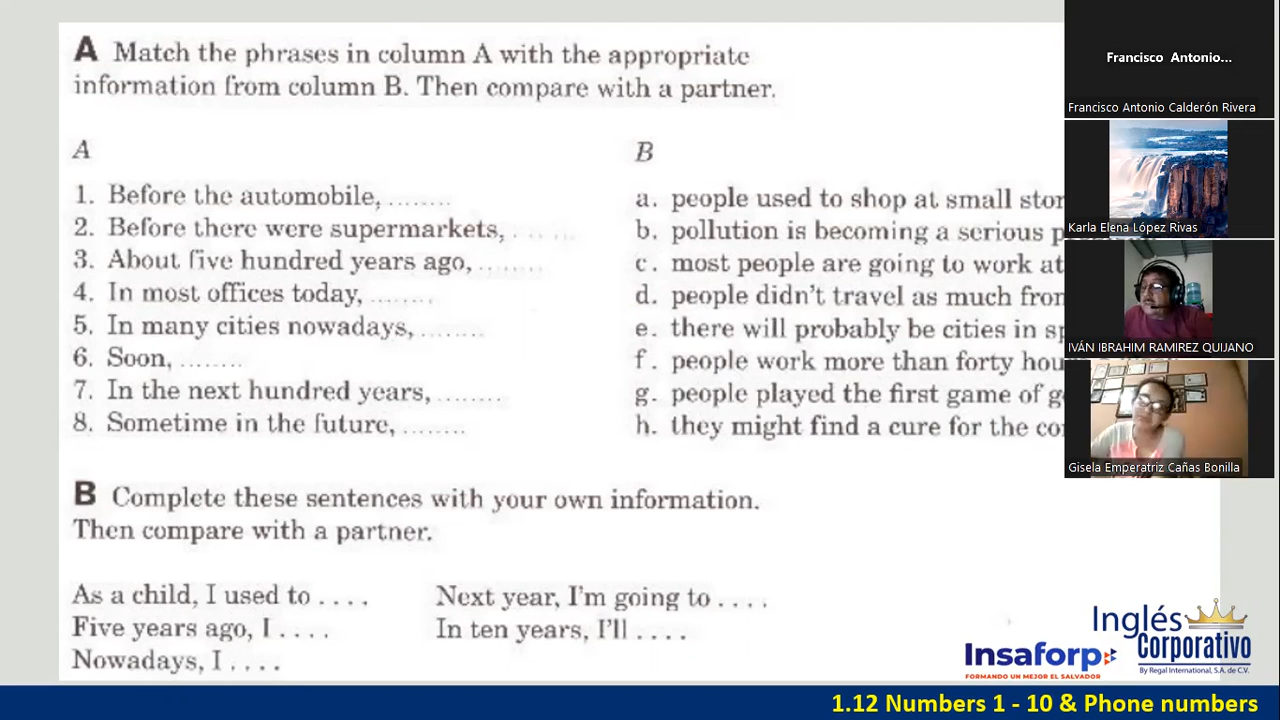 A Match the phrases in column A with the appropriate
information from column B. Then compare with a partner.
A
1. Before the automobile, ........
2. Before there were supermarkets, ........
3. About five hundred years ago, ........
4. In most offices today, ........
5. In many cities nowadays, ........
6. Soon, ........
7. In the next hundred years, ........
8. Sometime in the future, ........
B
a. people used to shop at small
b. pollution is becoming a serious
c. most people are going to work at
d. people didn't travel as much
e. there will probably be cities in
f. people work more than forty
g. people played the first game of
h. they might find a cure for the
B Complete these sentences with your own information.
Then compare with a partner.
As a child, I used to . . . .
Five years ago, I . . . .
Nowadays, I . . . .
Next year, I'm going to . . . .
In ten years, I'll . . . .
Francisco Antonio...
Francisco Antonio Calderón Rivera
Karla Elena López Rivas
IVÁN IBRAHIM RAMIREZ QUIJANO
Gisela Emperatriz Cañas Bonilla
Insaforp
FORMANDO UN MEJOR EL SALVADOR
Inglés
Corporativo
By Regal International, S.A. de C.V.
1.12 Numbers 1 - 10 & Phone numbers